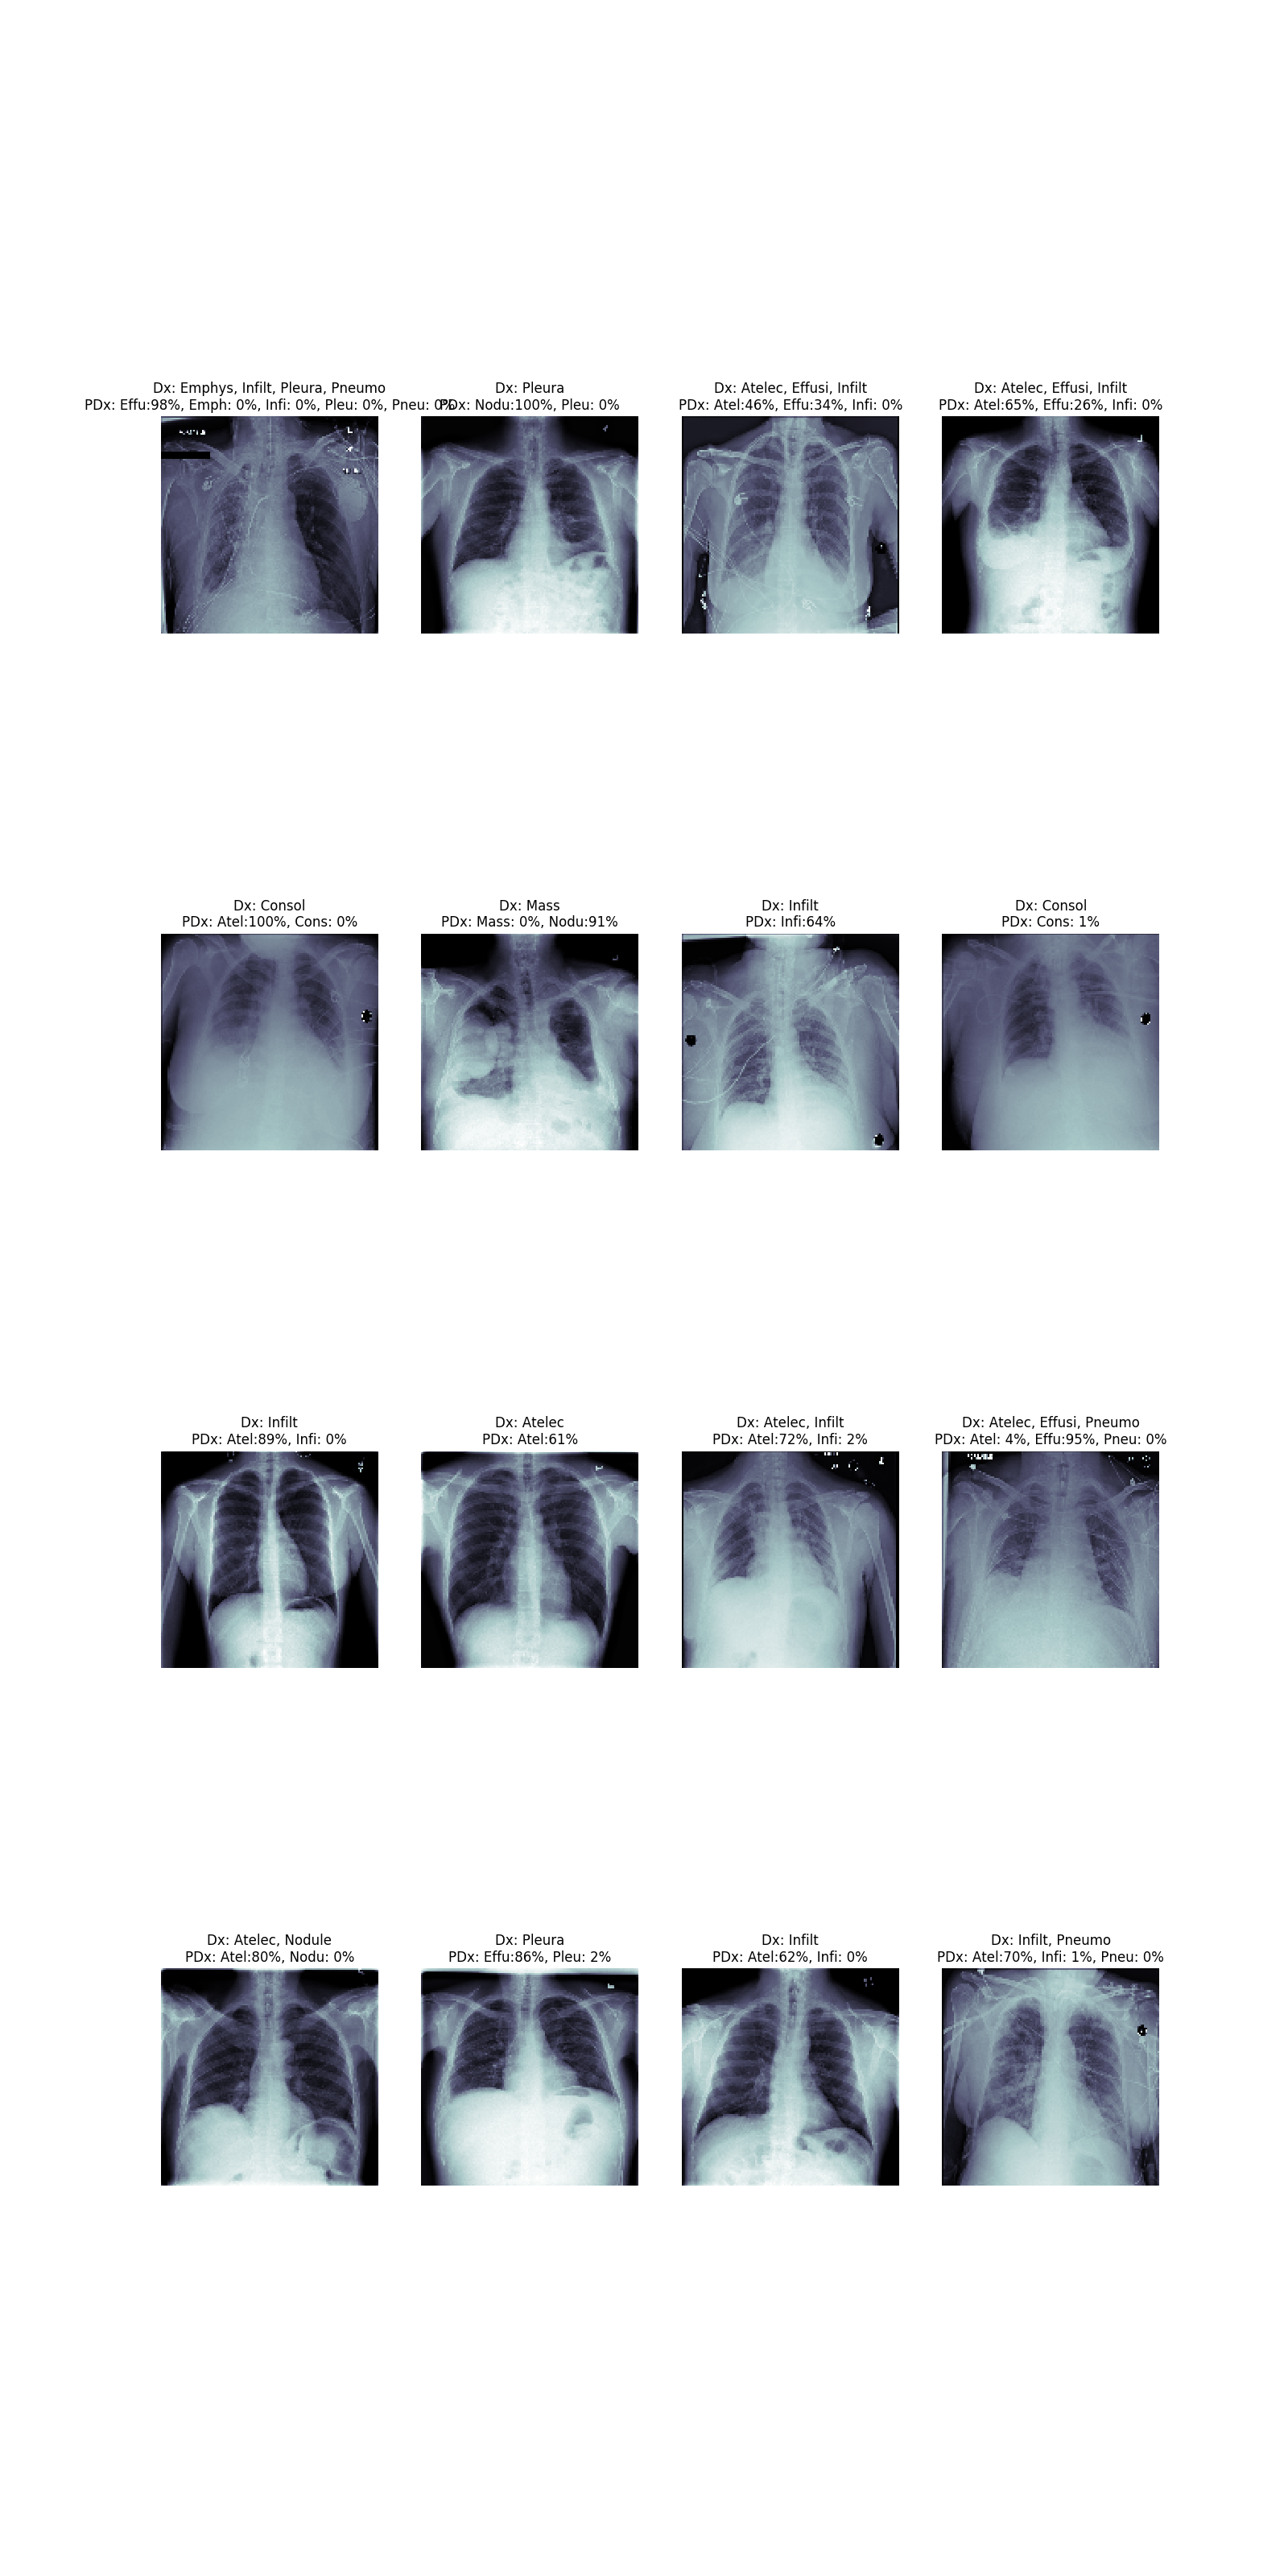 Dx: Emphys, Infilt, Pleura, Pneumo
PDx: Effu:98%, Emph: 0%, Infi: 0%, Pleu: 0%, Pneu: 0%
Dx: Pleura
PDx: Nodu:100%, Pleu: 0%
Dx: Atelec, Effusi, Infilt
PDx: Atel:46%, Effu:34%, Infi: 0%
Dx: Atelec, Effusi, Infilt
PDx: Atel:65%, Effu:26%, Infi: 0%
Dx: Consol
PDx: Atel:100%, Cons: 0%
Dx: Mass
PDx: Mass: 0%, Nodu:91%
Dx: Infilt
PDx: Infi:64%
Dx: Consol
PDx: Cons: 1%
Dx: Infilt
PDx: Atel:89%, Infi: 0%
Dx: Atelec
PDx: Atel:61%
Dx: Atelec, Infilt
PDx: Atel:72%, Infi: 2%
Dx: Atelec, Effusi, Pneumo
PDx: Atel: 4%, Effu:95%, Pneu: 0%
Dx: Atelec, Nodule
PDx: Atel:80%, Nodu: 0%
Dx: Pleura
PDx: Effu:86%, Pleu: 2%
Dx: Infilt
PDx: Atel:62%, Infi: 0%
Dx: Infilt, Pneumo
PDx: Atel:70%, Infi: 1%, Pneu: 0%